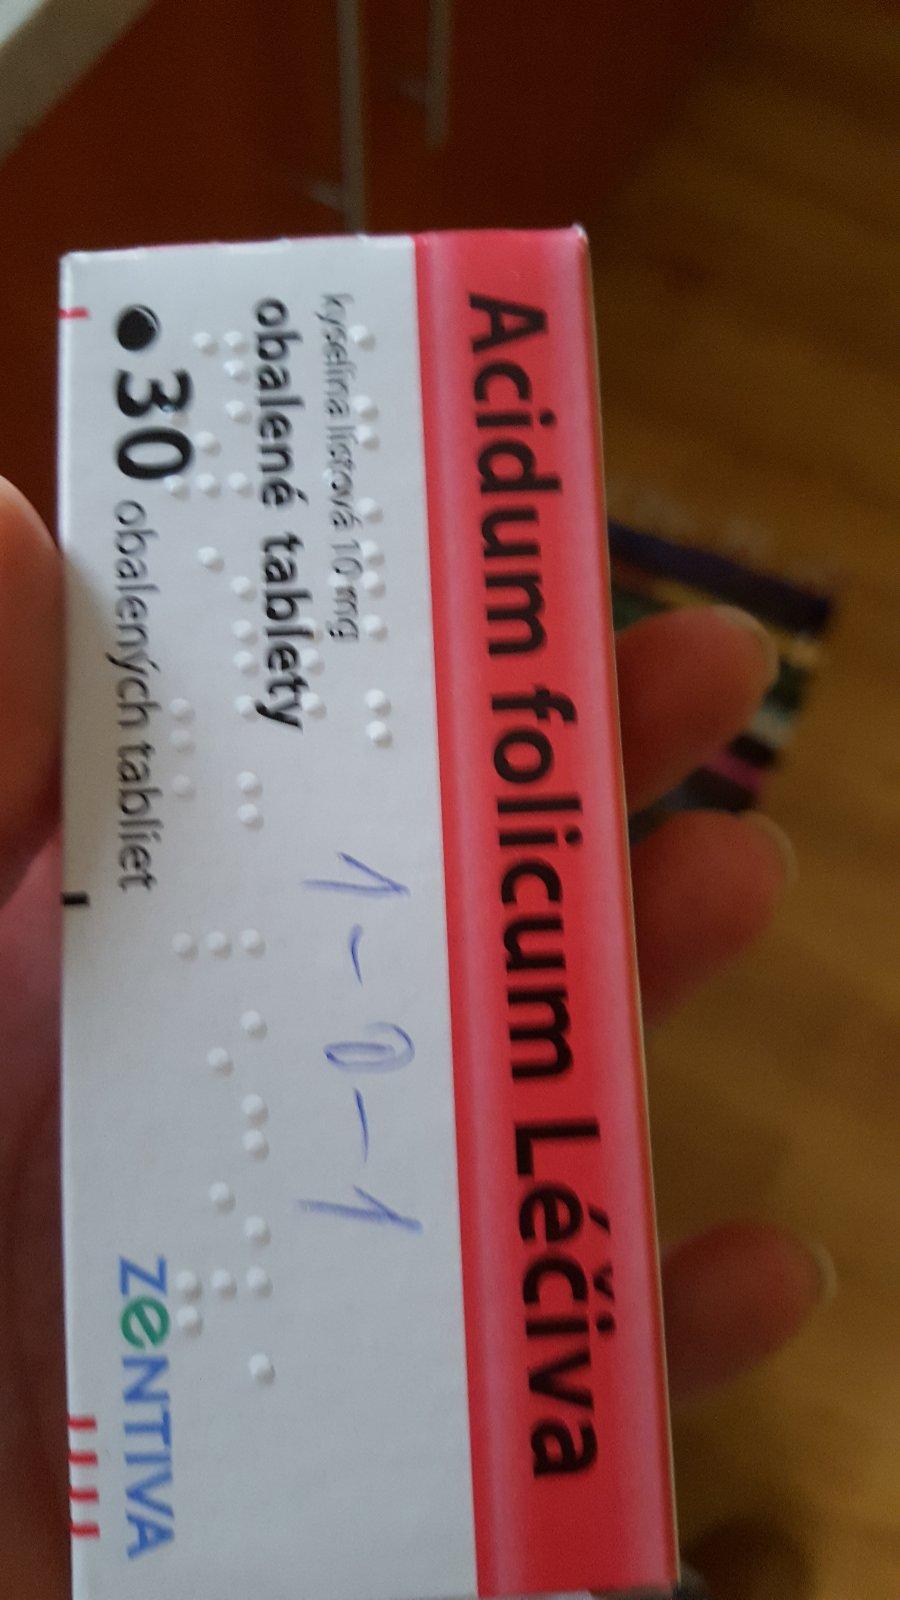 Acidum folicum Léčiva
kyselina listová 10 mg
obalené tablety
1 - 0 - 1
30 obalených tabliet
ZENTIVA